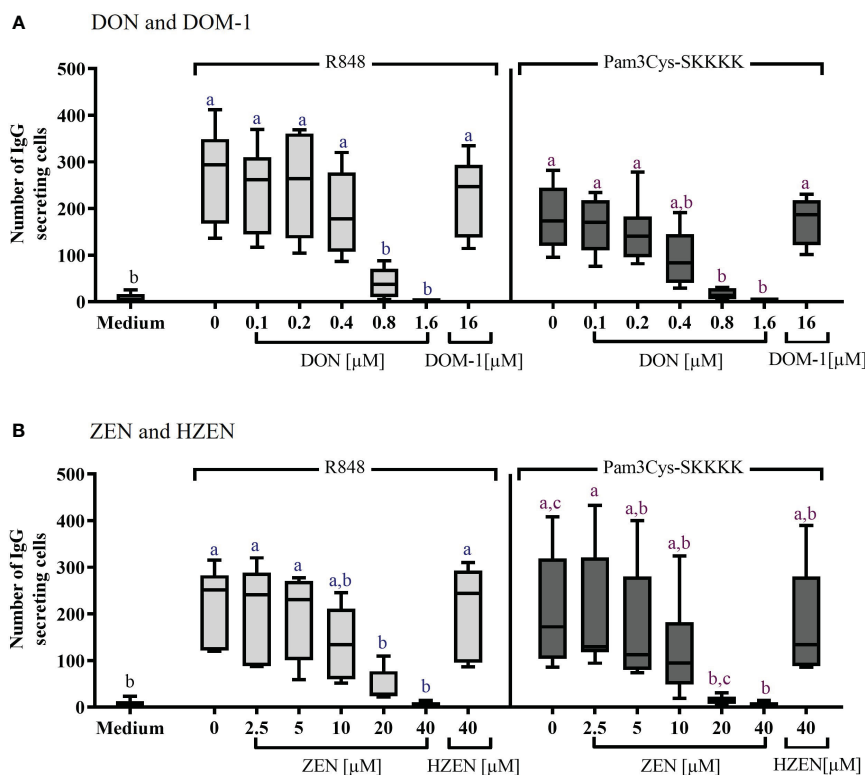 A DON and DOM-1
R848 Pam3Cys-SKKKK
Number of IgG
secreting cells
500
400
300
200
100
0
a a a a b b a
a a a a,b b b a
b
Medium 0 0.1 0.2 0.4 0.8 1.6 16 0 0.1 0.2 0.4 0.8 1.6 16
DON [μM] DOM-1[μM] DON [μM] DOM-1[μM]
B ZEN and HZEN
R848 Pam3Cys-SKKKK
Number of IgG
secreting cells
500
400
300
200
100
0
a a a a,b b b a
a,c a a,b a,b b,c b a,b
b
Medium 0 2.5 5 10 20 40 40 0 2.5 5 10 20 40 40
ZEN [μM] HZEN [μM] ZEN [μM] HZEN[μM]